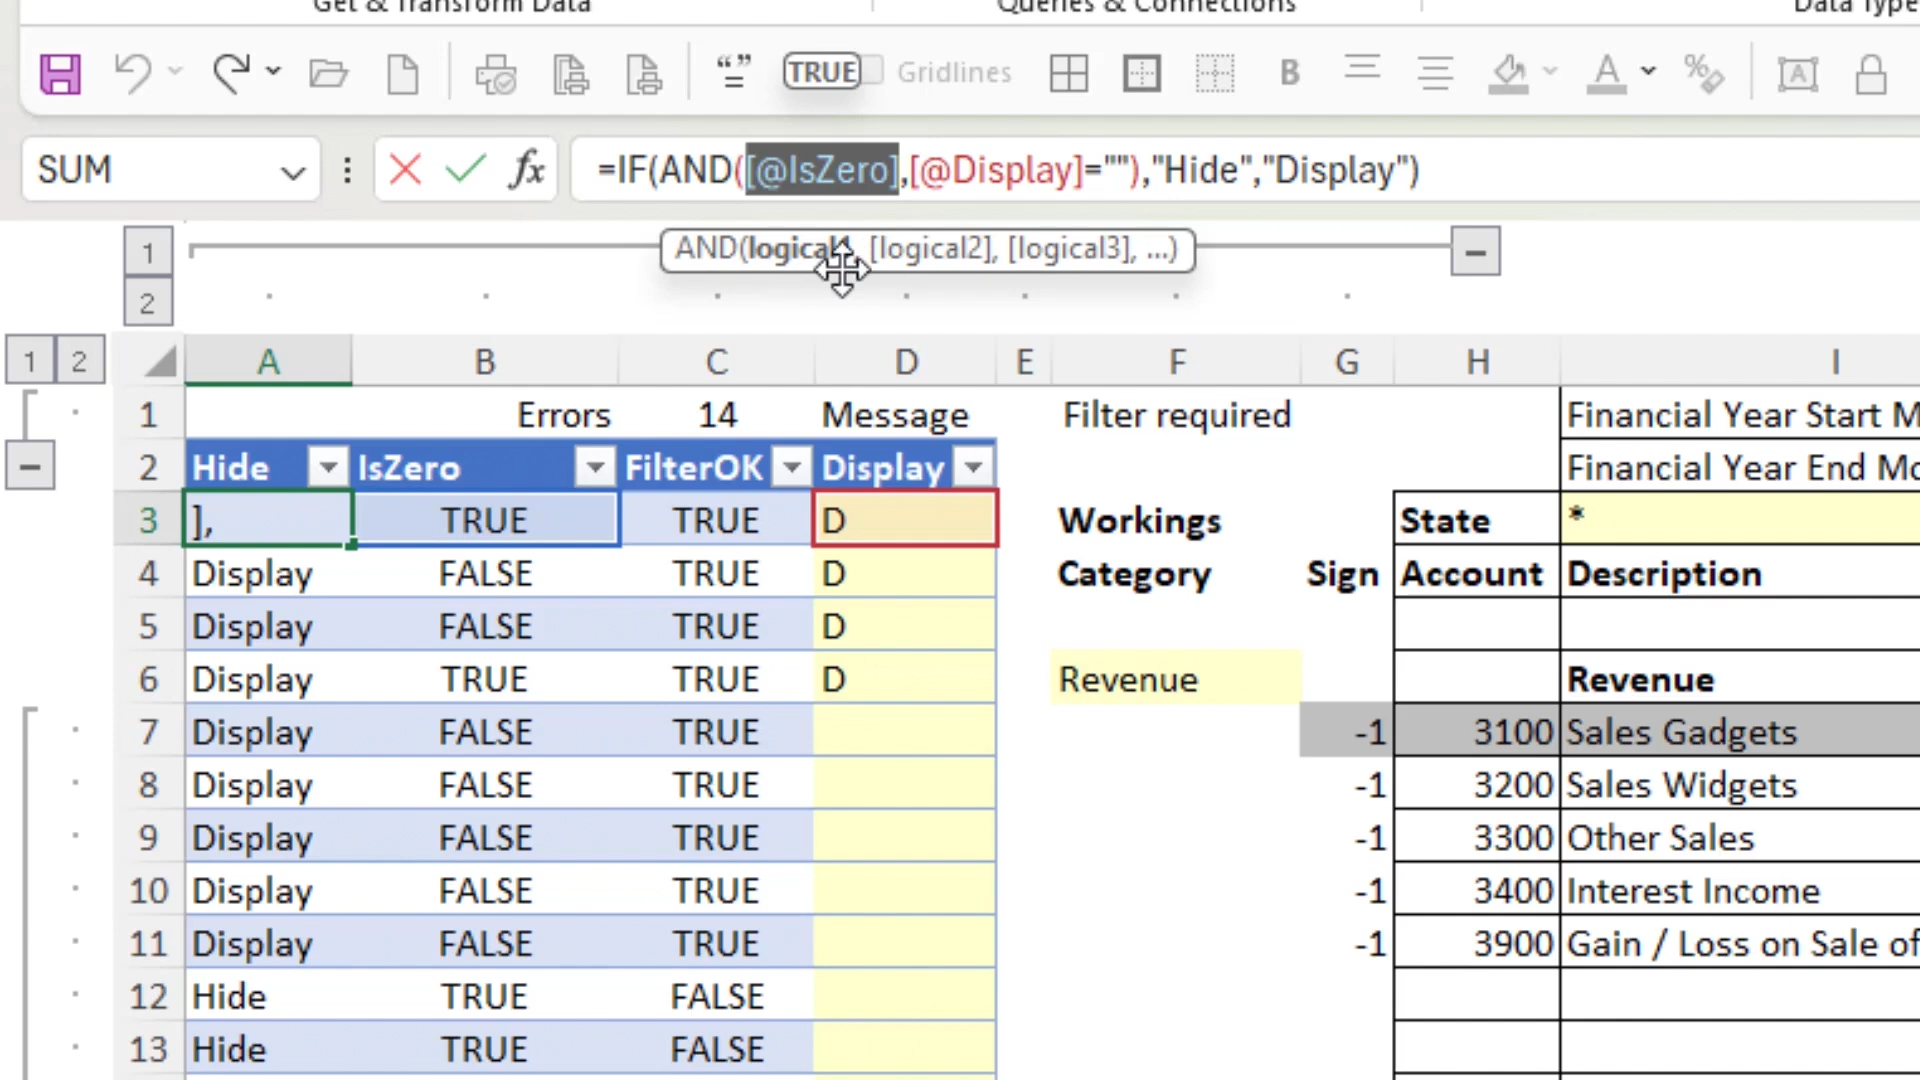 Get & Transform Data Queries & Connections Data Type
“ ” = TRUE Gridlines B A %
SUM fx =IF(AND([@IsZero],[@Display]=""),"Hide","Display")
1 AND(logical1, [logical2], [logical3], ...)
2
1 2 A B C D E F G H I
1 Errors 14 Message Filter required Financial Year Start M
2 Hide IsZero FilterOK Display Financial Year End Mo
3 ], TRUE TRUE D Workings State *
4 Display FALSE TRUE D Category Sign Account Description
5 Display FALSE TRUE D
6 Display TRUE TRUE D Revenue Revenue
7 Display FALSE TRUE -1 3100 Sales Gadgets
8 Display FALSE TRUE -1 3200 Sales Widgets
9 Display FALSE TRUE -1 3300 Other Sales
10 Display FALSE TRUE -1 3400 Interest Income
11 Display FALSE TRUE -1 3900 Gain / Loss on Sale of
12 Hide TRUE FALSE
13 Hide TRUE FALSE